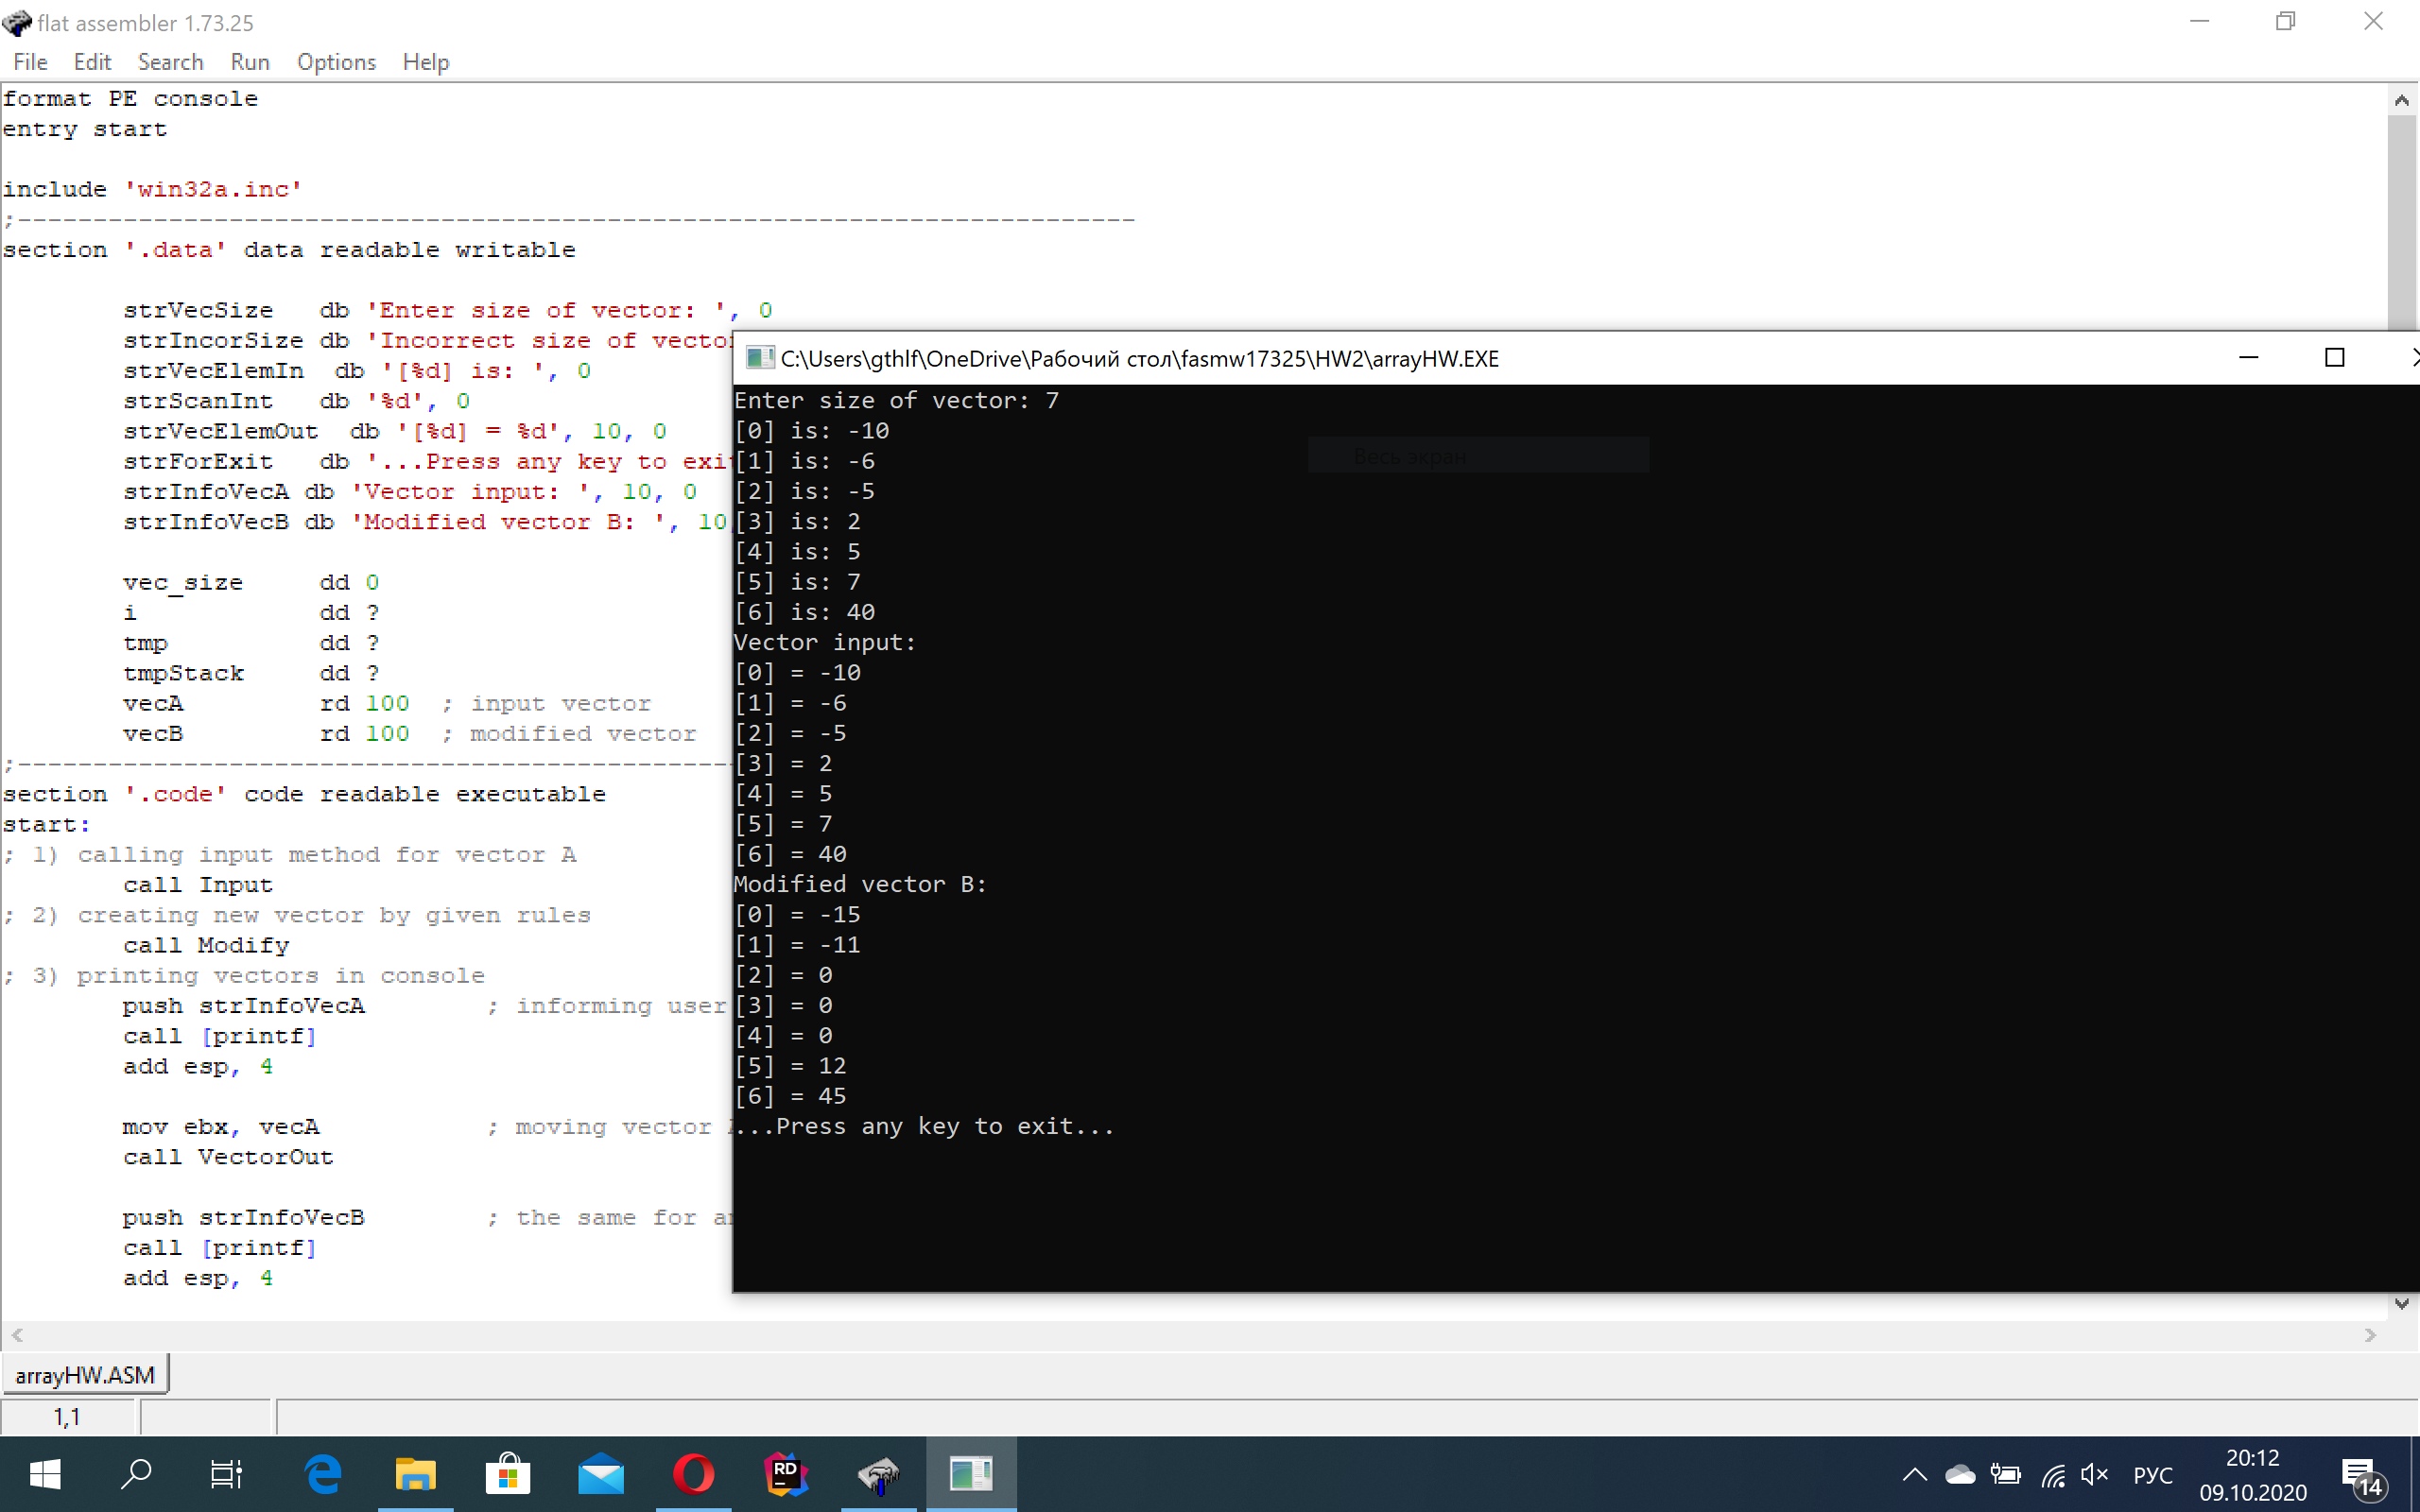 flat assembler 1.73.25
File Edit Search Run Options Help
format PE console
entry start
include 'win32a.inc'
;--------------------------------------------------------------------------
section '.data' data readable writable
strVecSize db 'Enter size of vector: ', 0
strIncorSize db 'Incorrect size of vector
strVecElemIn db '[%d] is: ', 0
strScanInt db '%d', 0
strVecElemOut db '[%d] = %d', 10, 0
strForExit db '...Press any key to exit
strInfoVecA db 'Vector input: ', 10, 0
strInfoVecB db 'Modified vector B: ', 10,
vec_size dd 0
i dd ?
tmp dd ?
tmpStack dd ?
vecA rd 100 ; input vector
vecB rd 100 ; modified vector
;-----------------------------------------------
section '.code' code readable executable
start:
; 1) calling input method for vector A
call Input
; 2) creating new vector by given rules
call Modify
; 3) printing vectors in console
push strInfoVecA ; informing user
call [printf]
add esp, 4
mov ebx, vecA ; moving vector
call VectorOut
push strInfoVecB ; the same for
call [printf]
add esp, 4
arrayHW.ASM
1,1
C:\Users\gthlf\OneDrive\Рабочий стол\fasmw17325\HW2\arrayHW.EXE
Enter size of vector: 7
[0] is: -10
[1] is: -6
[2] is: -5
[3] is: 2
[4] is: 5
[5] is: 7
[6] is: 40
Vector input:
[0] = -10
[1] = -6
[2] = -5
[3] = 2
[4] = 5
[5] = 7
[6] = 40
Modified vector B:
[0] = -15
[1] = -11
[2] = 0
[3] = 0
[4] = 0
[5] = 12
[6] = 45
...Press any key to exit...
Весь экран
RD
РУС
20:12
09.10.2020
14